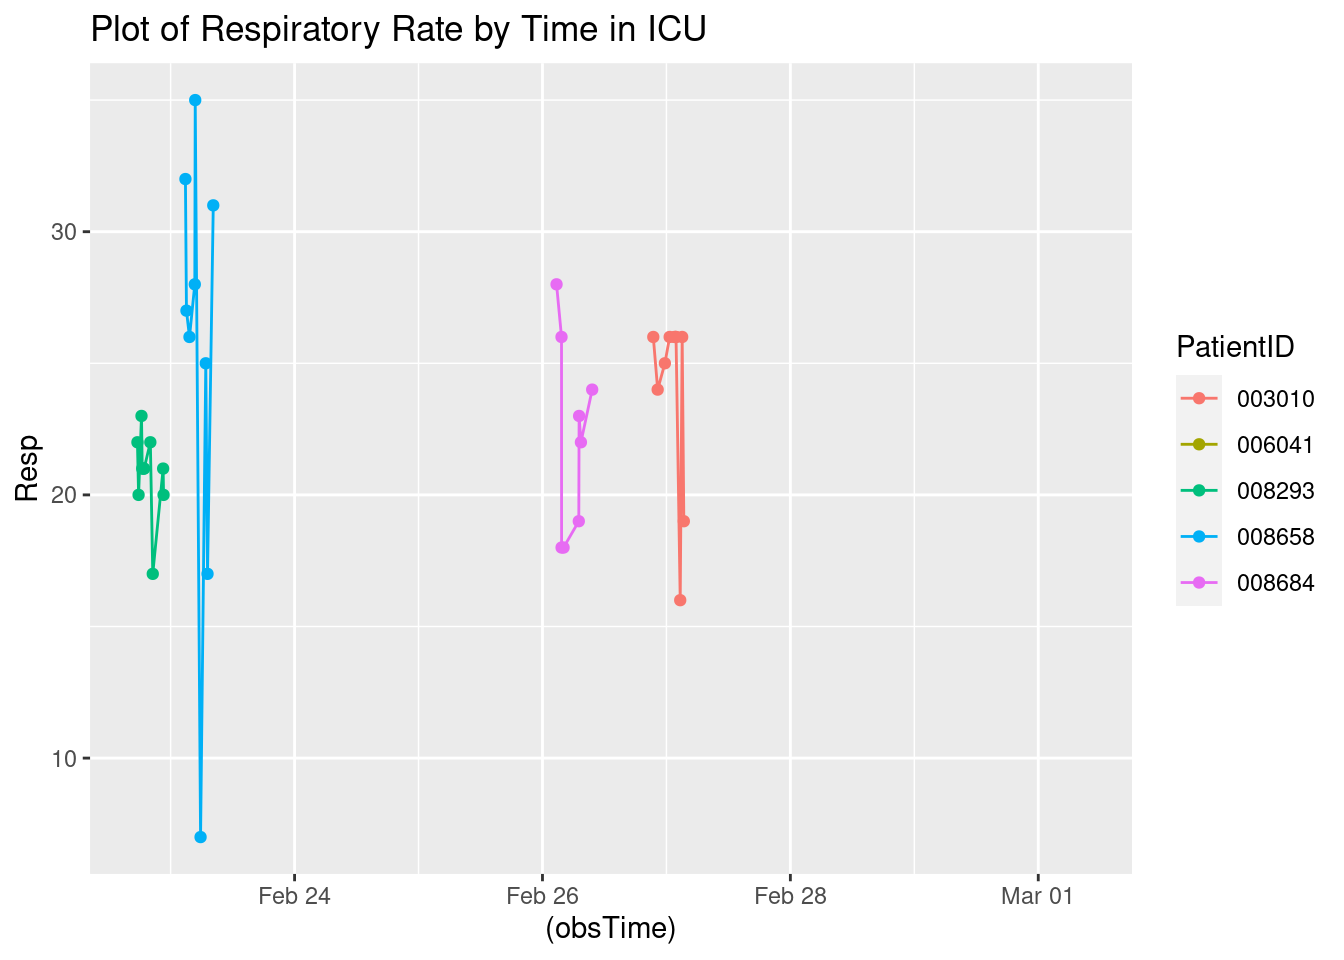 Plot of Respiratory Rate by Time in ICU
Resp
30
20
10
Feb 24
Feb 26
Feb 28
Mar 01
(obsTime)
PatientID
003010
006041
008293
008658
008684